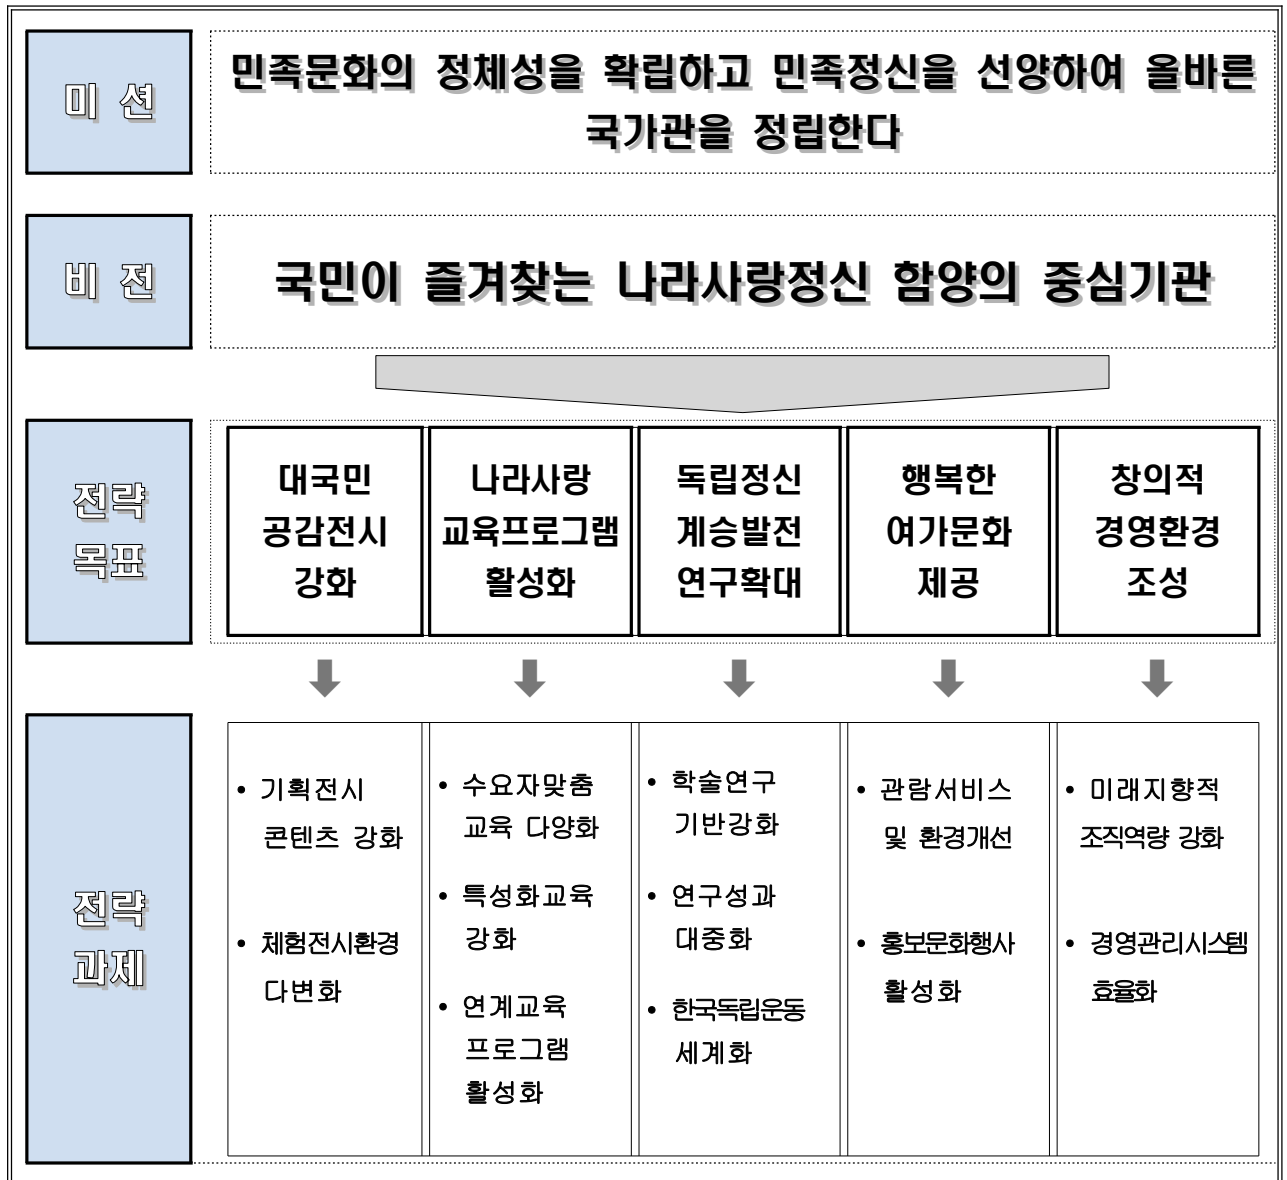 미 션
민족문화의 정체성을 확립하고 민족정신을 선양하여 올바른
국가관을 정립한다
비 전
국민이 즐겨찾는 나라사랑정신 함양의 중심기관
전략
목표
대국민
공감전시
강화
나라사랑
교육프로그램
활성화
독립정신
계승발전
연구확대
행복한
여가문화
제공
창의적
경영환경
조성
전략
과제
• 기획전시
콘텐츠 강화
• 체험전시환경
다변화
• 수요자맞춤
교육 다양화
• 특성화교육
강화
• 연계교육
프로그램
활성화
• 학술연구
기반강화
• 연구성과
대중화
• 한국독립운동
세계화
• 관람서비스
및 환경개선
• 홍보문화행사
활성화
• 미래지향적
조직역량 강화
• 경영관리시스템
효율화